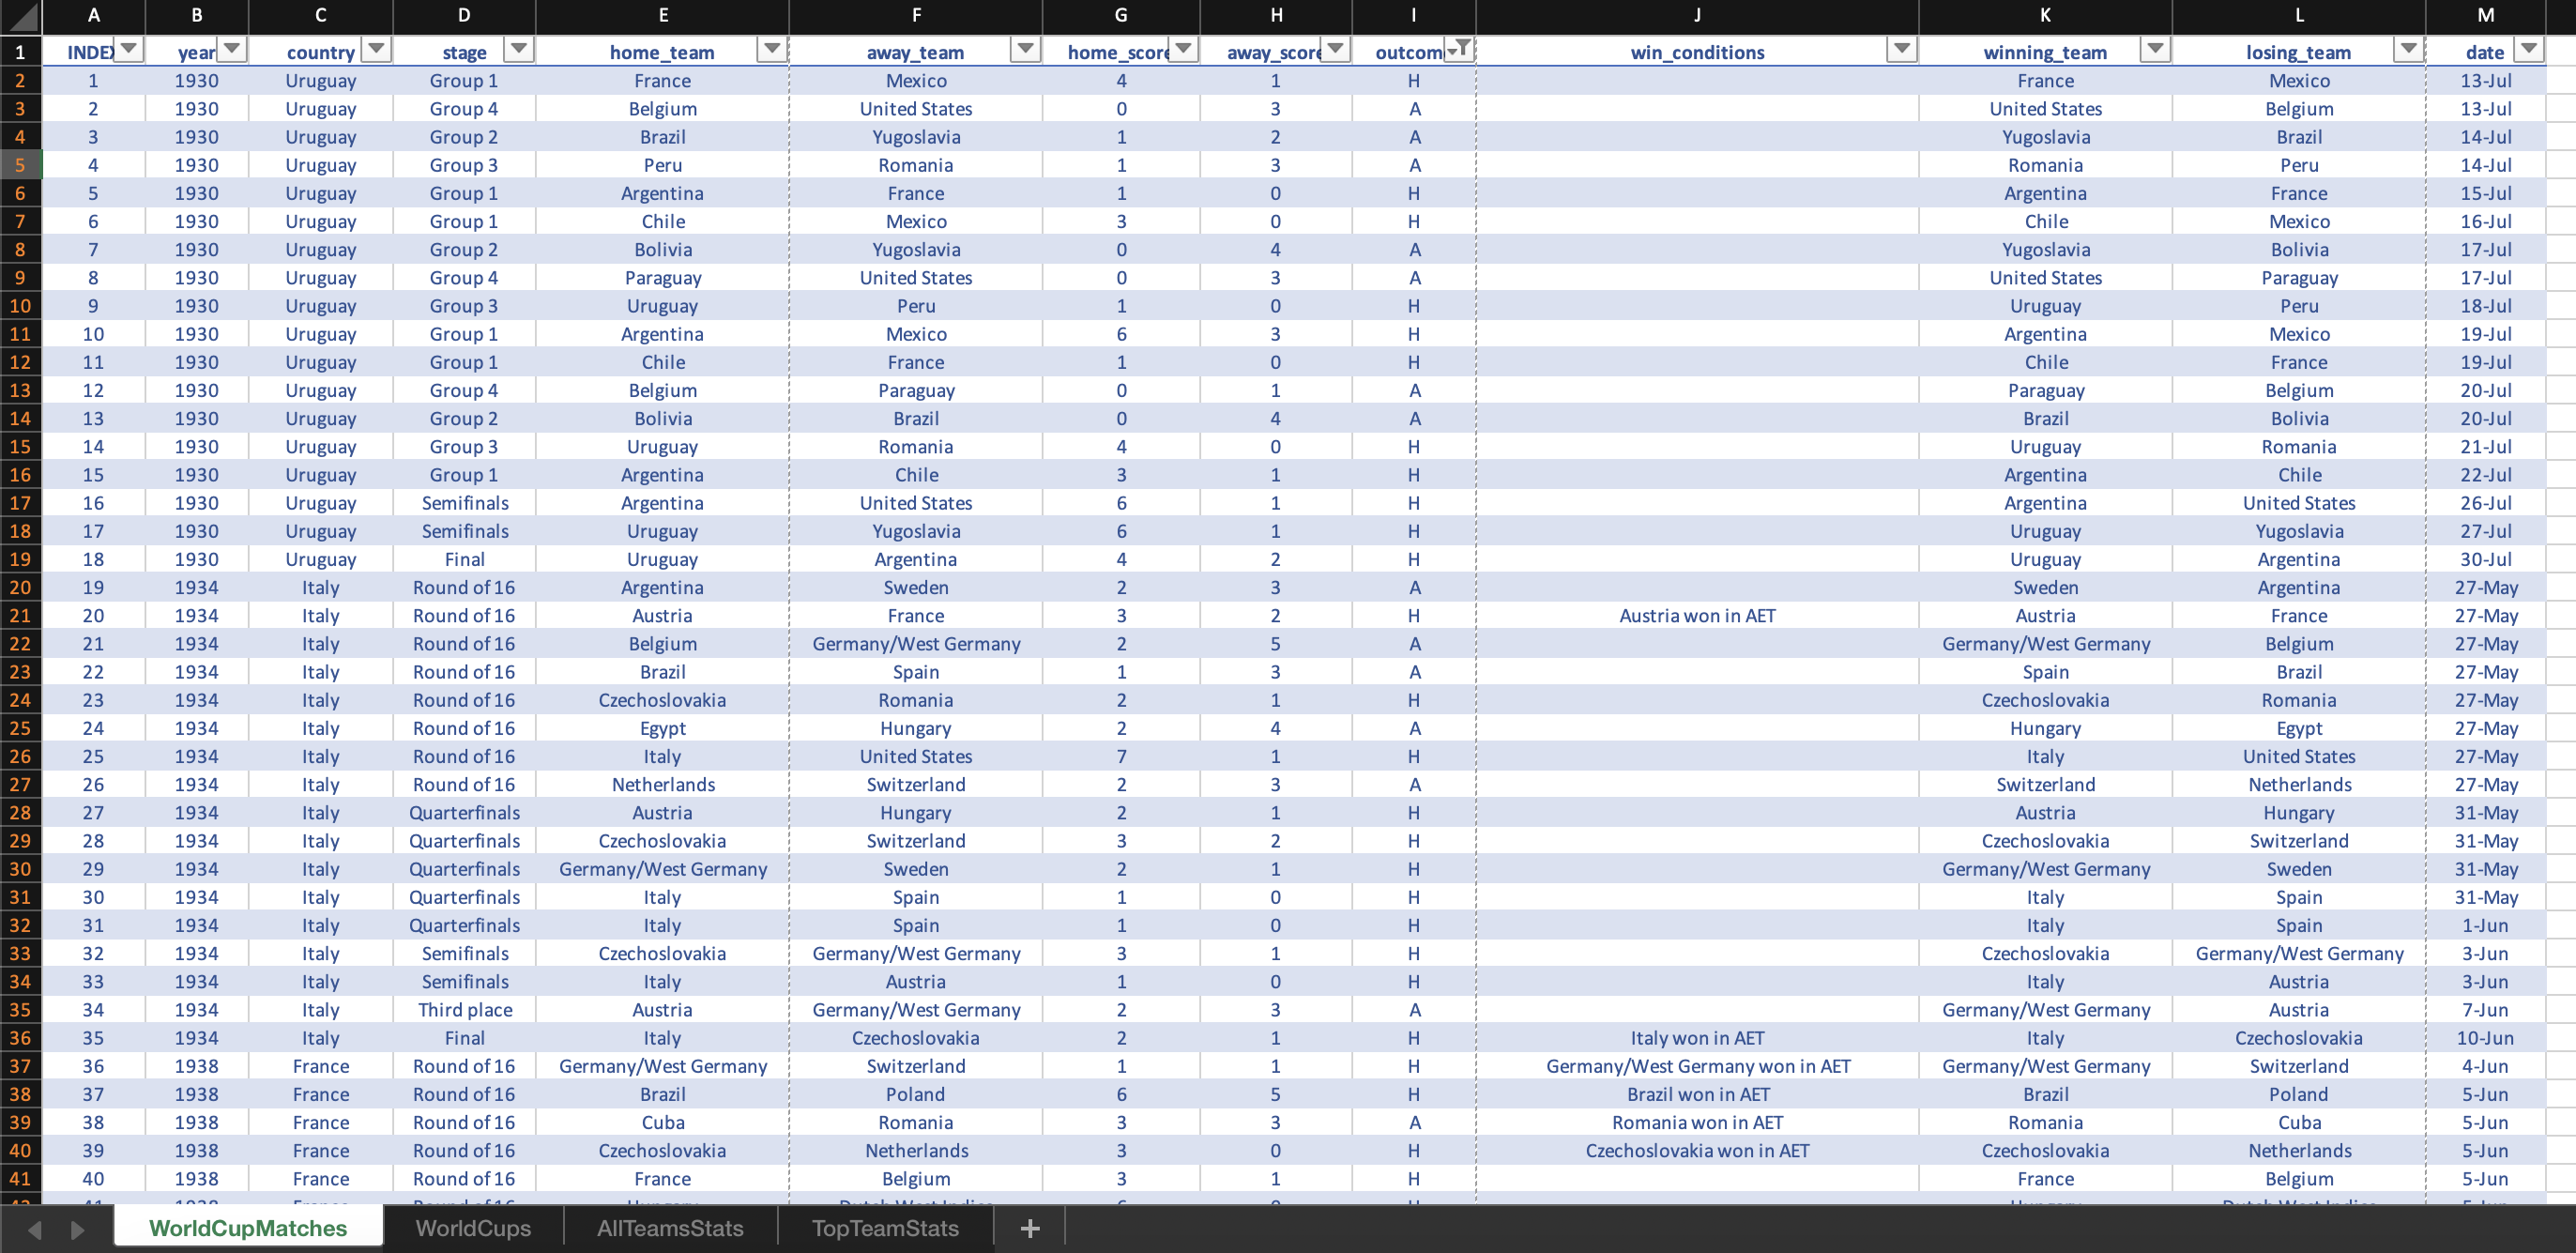 A B C D E F G H I J K L M
1 INDEX year country stage home_team away_team home_score away_score outcom win_conditions winning_team losing_team date
2 1 1930 Uruguay Group 1 France Mexico 4 1 H France Mexico 13-Jul
3 2 1930 Uruguay Group 4 Belgium United States 0 3 A United States Belgium 13-Jul
4 3 1930 Uruguay Group 2 Brazil Yugoslavia 1 2 A Yugoslavia Brazil 14-Jul
5 4 1930 Uruguay Group 3 Peru Romania 1 3 A Romania Peru 14-Jul
6 5 1930 Uruguay Group 1 Argentina France 1 0 H Argentina France 15-Jul
7 6 1930 Uruguay Group 1 Chile Mexico 3 0 H Chile Mexico 16-Jul
8 7 1930 Uruguay Group 2 Bolivia Yugoslavia 0 4 A Yugoslavia Bolivia 17-Jul
9 8 1930 Uruguay Group 4 Paraguay United States 0 3 A United States Paraguay 17-Jul
10 9 1930 Uruguay Group 3 Uruguay Peru 1 0 H Uruguay Peru 18-Jul
11 10 1930 Uruguay Group 1 Argentina Mexico 6 3 H Argentina Mexico 19-Jul
12 11 1930 Uruguay Group 1 Chile France 1 0 H Chile France 19-Jul
13 12 1930 Uruguay Group 4 Belgium Paraguay 0 1 A Paraguay Belgium 20-Jul
14 13 1930 Uruguay Group 2 Bolivia Brazil 0 4 A Brazil Bolivia 20-Jul
15 14 1930 Uruguay Group 3 Uruguay Romania 4 0 H Uruguay Romania 21-Jul
16 15 1930 Uruguay Group 1 Argentina Chile 3 1 H Argentina Chile 22-Jul
17 16 1930 Uruguay Semifinals Argentina United States 6 1 H Argentina United States 26-Jul
18 17 1930 Uruguay Semifinals Uruguay Yugoslavia 6 1 H Uruguay Yugoslavia 27-Jul
19 18 1930 Uruguay Final Uruguay Argentina 4 2 H Uruguay Argentina 30-Jul
20 19 1934 Italy Round of 16 Argentina Sweden 2 3 A Sweden Argentina 27-May
21 20 1934 Italy Round of 16 Austria France 3 2 H Austria won in AET Austria France 27-May
22 21 1934 Italy Round of 16 Belgium Germany/West Germany 2 5 A Germany/West Germany Belgium 27-May
23 22 1934 Italy Round of 16 Brazil Spain 1 3 A Spain Brazil 27-May
24 23 1934 Italy Round of 16 Czechoslovakia Romania 2 1 H Czechoslovakia Romania 27-May
25 24 1934 Italy Round of 16 Egypt Hungary 2 4 A Hungary Egypt 27-May
26 25 1934 Italy Round of 16 Italy United States 7 1 H Italy United States 27-May
27 26 1934 Italy Round of 16 Netherlands Switzerland 2 3 A Switzerland Netherlands 27-May
28 27 1934 Italy Quarterfinals Austria Hungary 2 1 H Austria Hungary 31-May
29 28 1934 Italy Quarterfinals Czechoslovakia Switzerland 3 2 H Czechoslovakia Switzerland 31-May
30 29 1934 Italy Quarterfinals Germany/West Germany Sweden 2 1 H Germany/West Germany Sweden 31-May
31 30 1934 Italy Quarterfinals Italy Spain 1 0 H Italy Spain 31-May
32 31 1934 Italy Quarterfinals Italy Spain 1 0 H Italy Spain 1-Jun
33 32 1934 Italy Semifinals Czechoslovakia Germany/West Germany 3 1 H Czechoslovakia Germany/West Germany 3-Jun
34 33 1934 Italy Semifinals Italy Austria 1 0 H Italy Austria 3-Jun
35 34 1934 Italy Third place Austria Germany/West Germany 2 3 A Germany/West Germany Austria 7-Jun
36 35 1934 Italy Final Italy Czechoslovakia 2 1 H Italy won in AET Italy Czechoslovakia 10-Jun
37 36 1938 France Round of 16 Germany/West Germany Switzerland 1 1 H Germany/West Germany won in AET Germany/West Germany Switzerland 4-Jun
38 37 1938 France Round of 16 Brazil Poland 6 5 H Brazil won in AET Brazil Poland 5-Jun
39 38 1938 France Round of 16 Cuba Romania 3 3 A Romania won in AET Romania Cuba 5-Jun
40 39 1938 France Round of 16 Czechoslovakia Netherlands 3 0 H Czechoslovakia won in AET Czechoslovakia Netherlands 5-Jun
41 40 1938 France Round of 16 France Belgium 3 1 H France Belgium 5-Jun
WorldCupMatches WorldCups AllTeamsStats TopTeamStats +